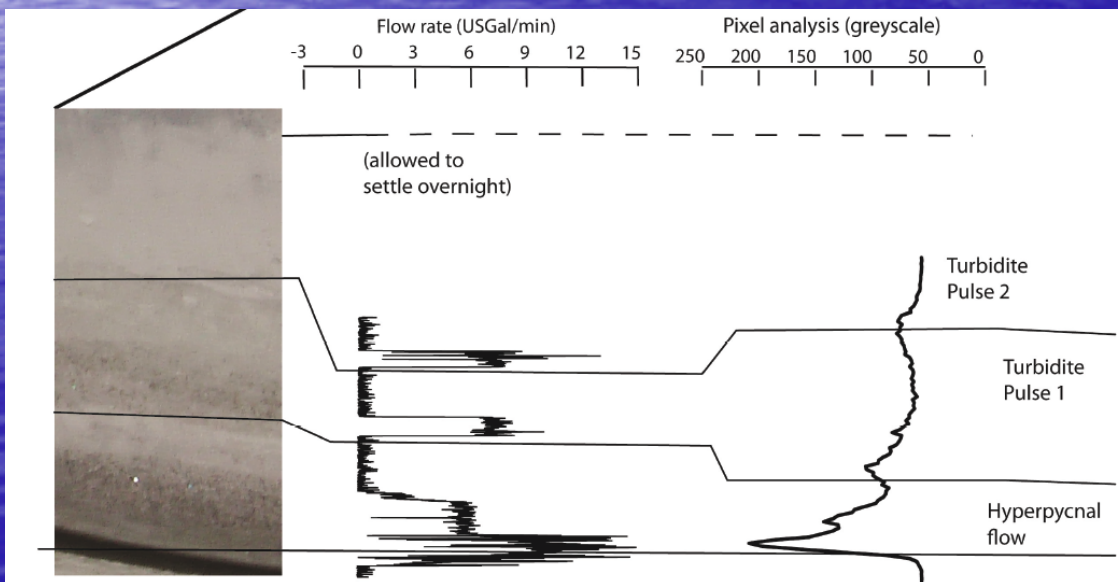 Flow rate (USGal/min)
-3 0 3 6 9 12 15
Pixel analysis (greyscale)
250 200 150 100 50 0
(allowed to
settle overnight)
Turbidite
Pulse 2
Turbidite
Pulse 1
Hyperpycnal
flow